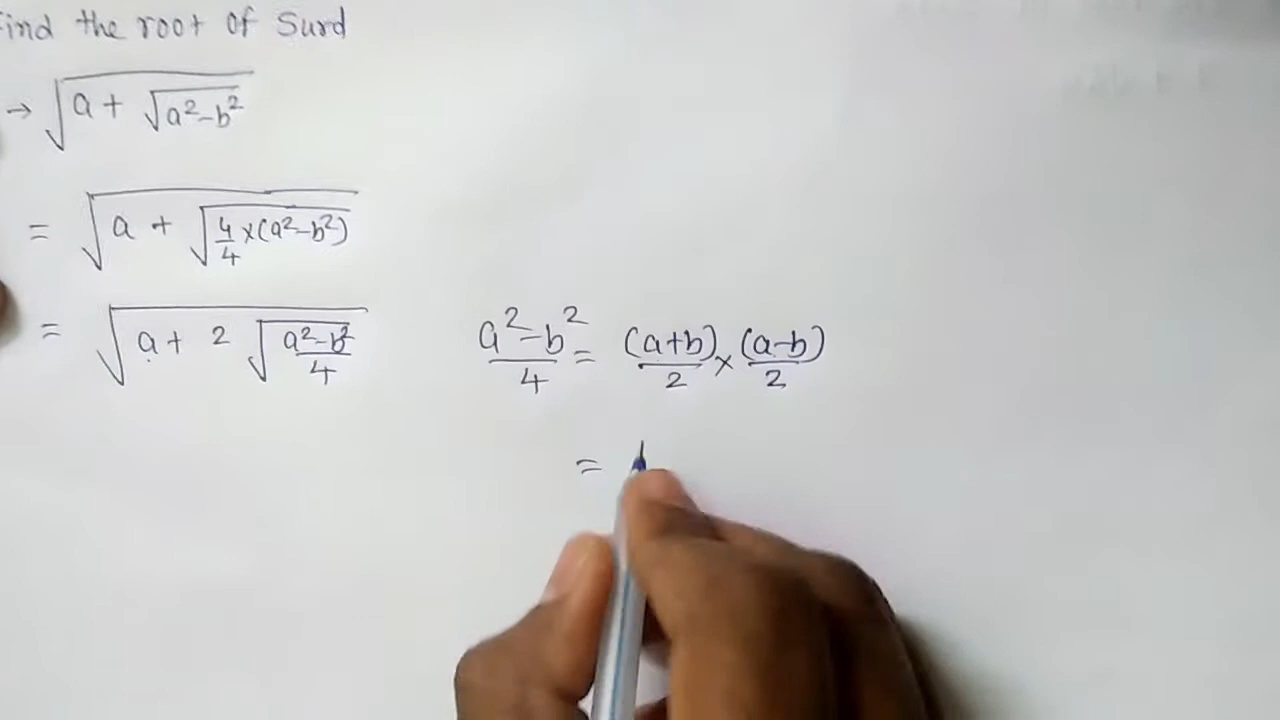 Find the root of Surd
→ √(a + √(a²-b²))
= √(a + √(4/4 × (a²-b²)))
= √(a + 2 √((a²-b²)/4))
(a²-b²)/4 = (a+b)/2 × (a-b)/2
=